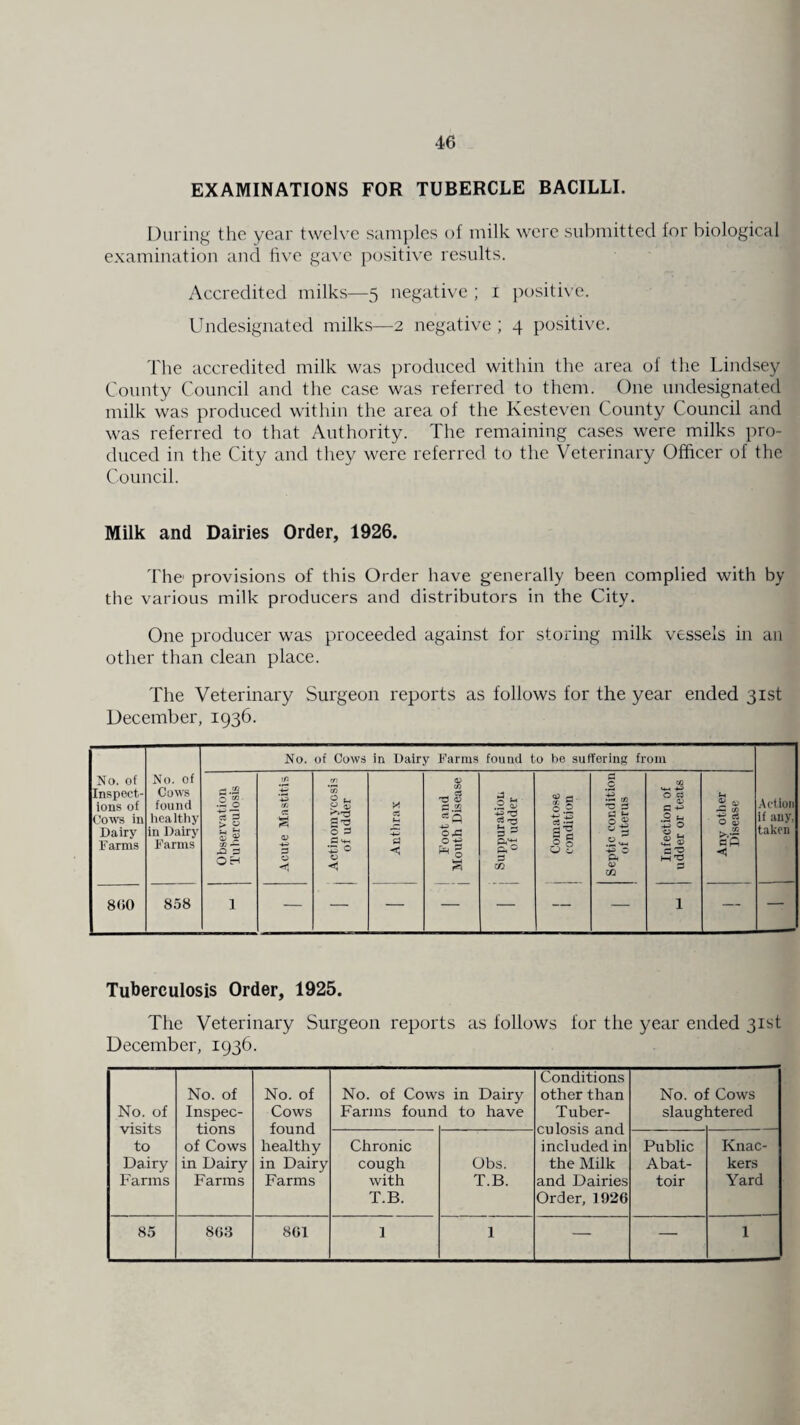 46
EXAMINATIONS FOR TUBERCLE BACILLI.
During the year twelve samples of milk were submitted for biological
examination and five gave positive results.
Accredited milks—5 negative ; 1 positive.
Undesignated milks—2 negative ; 4 positive.
The accredited milk was produced within the area of the Lindsey
County Council and the case was referred to them. One undesignated
milk was produced within the area of the Kesteven County Council and
was referred to that Authority. The remaining cases were milks pro-
duced in the City and they were referred to the Veterinary Officer of the
Council.
Milk and Dairies Order, 1926.
The provisions of this Order have generally been complied with by
the various milk producers and distributors in the City.
One producer was proceeded against for storing milk vessels in an
other than clean place.
The Veterinary Surgeon reports as follows for the year ended 31st
December, 1936.
No. of Inspect- ions of Cows in Dairy Farms
No. of Cows found healthy in Dairy Farms
No. of Cows in Dairy Farms found to be suffering from
Observation Tuberculosis
Acute Mastitis
Actinomycosis of udder
Anthrax
Foot and Mouth Disease
Suppuration of udder
Comatose condition
Septic condition of uterus
Infection of udder or teats
Any other Disease
Action if any, taken
860 858 1 — — — — — — — 1 — —
Tuberculosis Order, 1925.
The Veterinary Surgeon reports as follows for the year ended 31st
December, 1936.
No. of visits to Dairy Farms
No. of Inspec- tions of Cows in Dairy Farms
No. of Cows found healthy in Dairy Farms
No. of Cows in Dairy Farms found to have
Chronic cough with T.B.
Obs. T.B.
Conditions other than Tuber- culosis and included in the Milk and Dairies Order, 1926
No. of Cows slaughtered
Public Abat- toir
Knac- kers Yard
85 863 861 1 1 — — 1